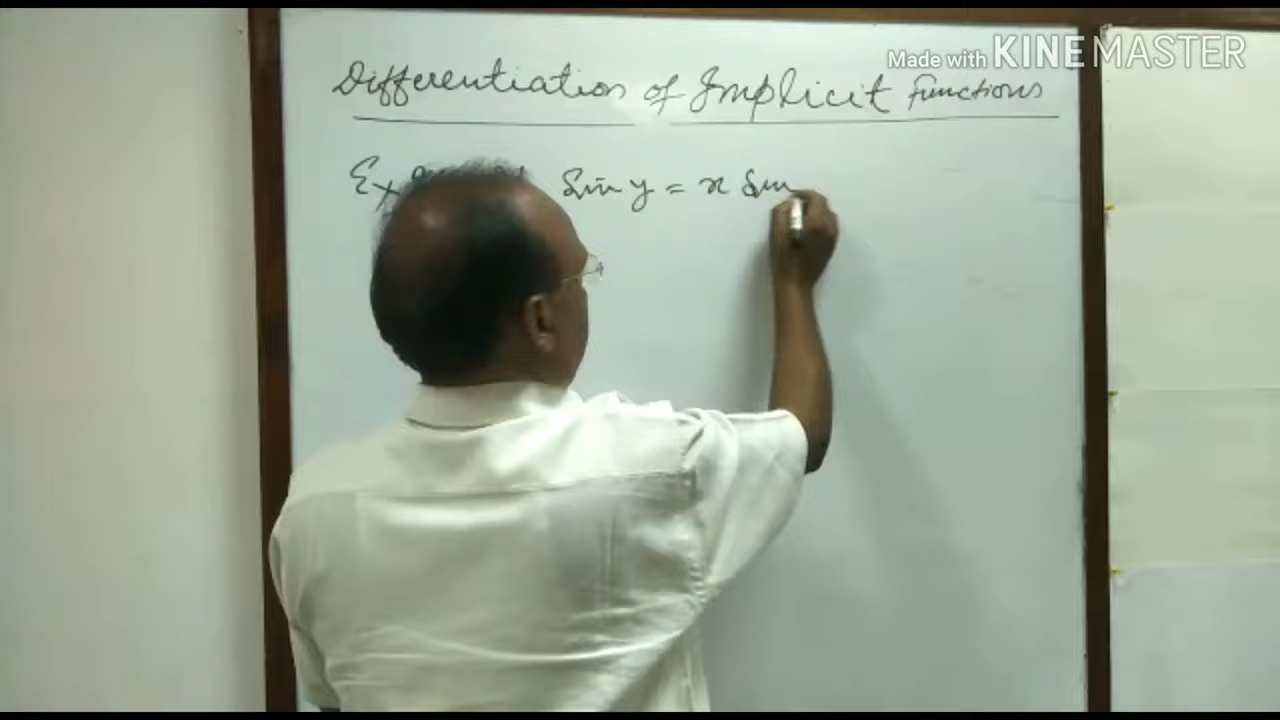 Made with KINEMASTER
Differentiation of Implicit functions
Sin y = x Sin